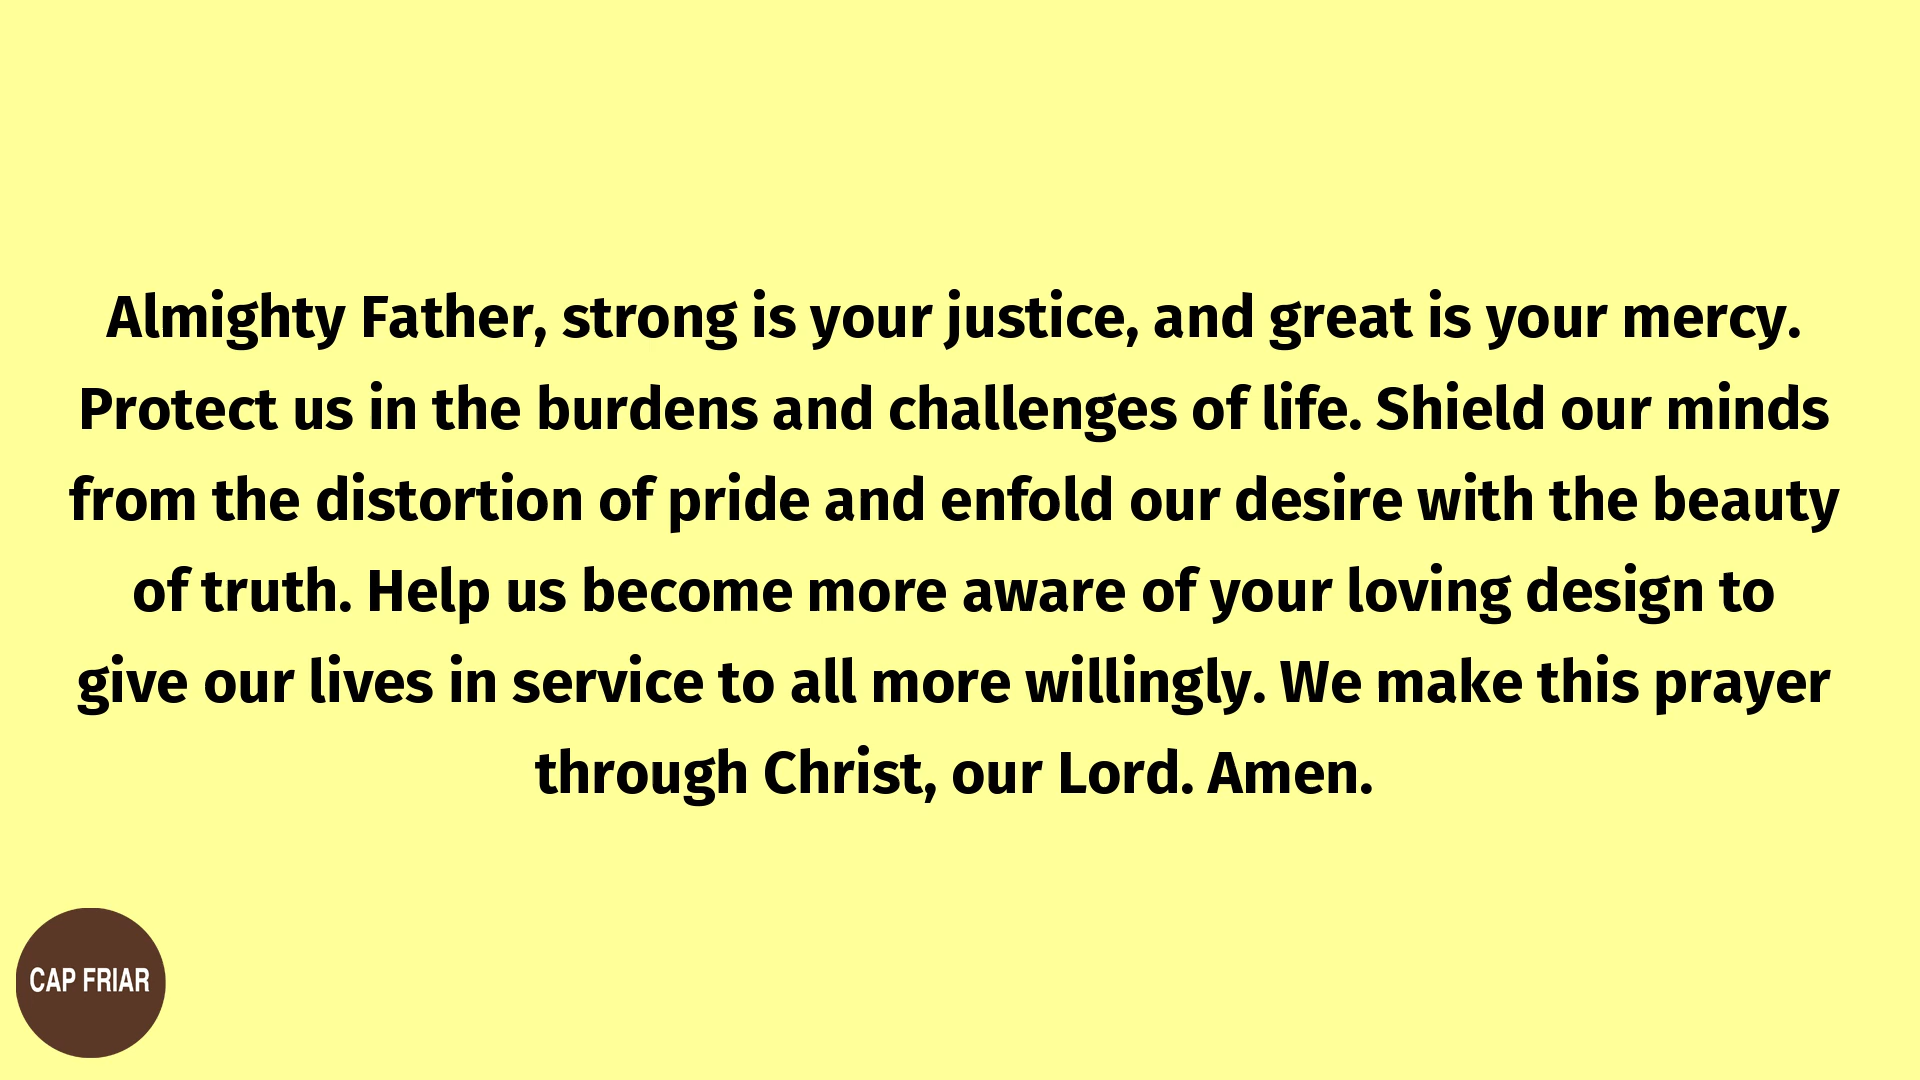 Almighty Father, strong is your justice, and great is your mercy.
Protect us in the burdens and challenges of life. Shield our minds
from the distortion of pride and enfold our desire with the beauty
of truth. Help us become more aware of your loving design to
give our lives in service to all more willingly. We make this prayer
through Christ, our Lord. Amen.
CAP FRIAR